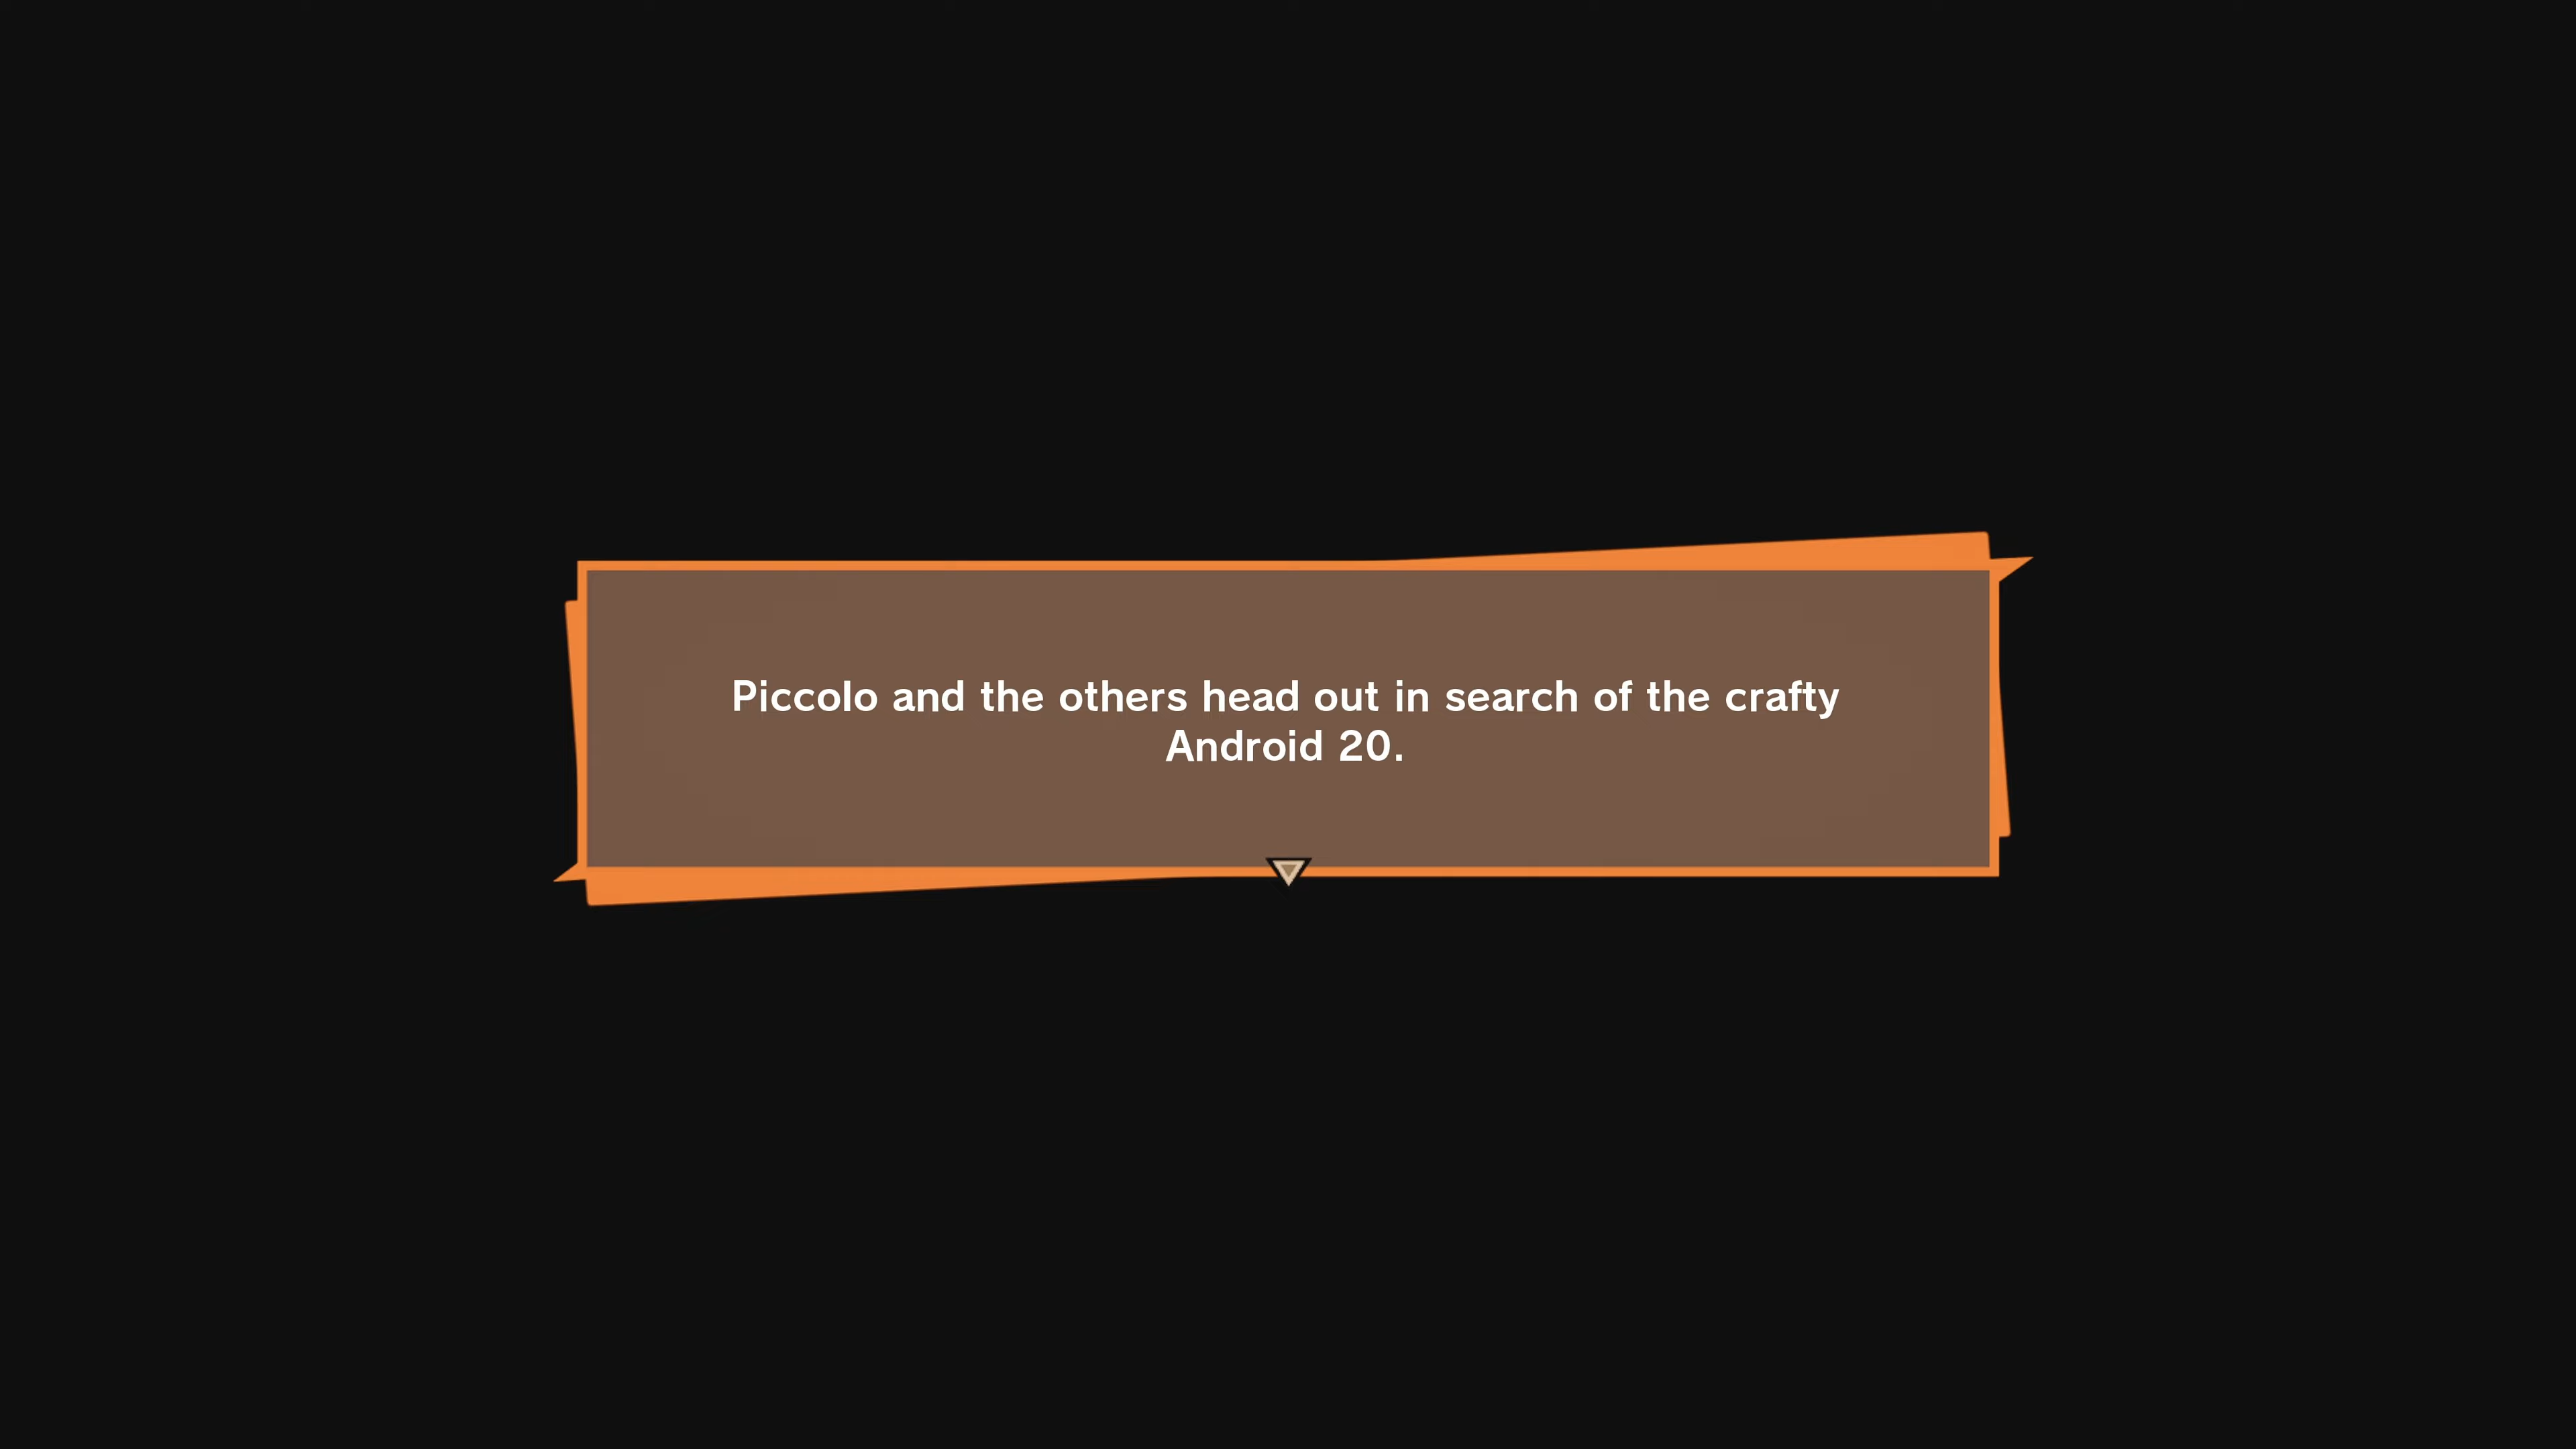 Piccolo and the others head out in search of the crafty
Android 20.